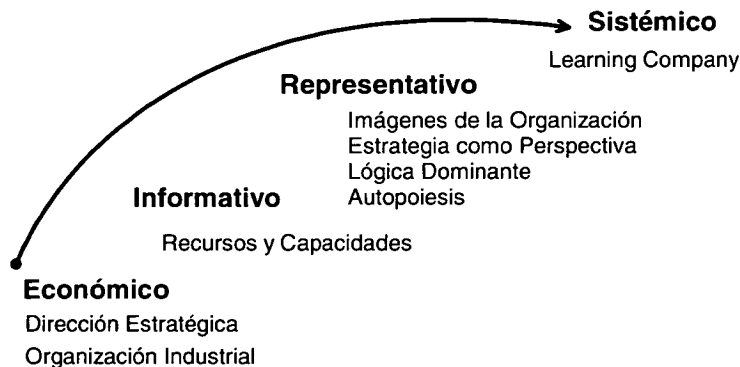 Sistémico
Learning Company
Representativo
Imágenes de la Organización
Estrategia como Perspectiva
Lógica Dominante
Autopoiesis
Informativo
Recursos y Capacidades
Económico
Dirección Estratégica
Organización Industrial